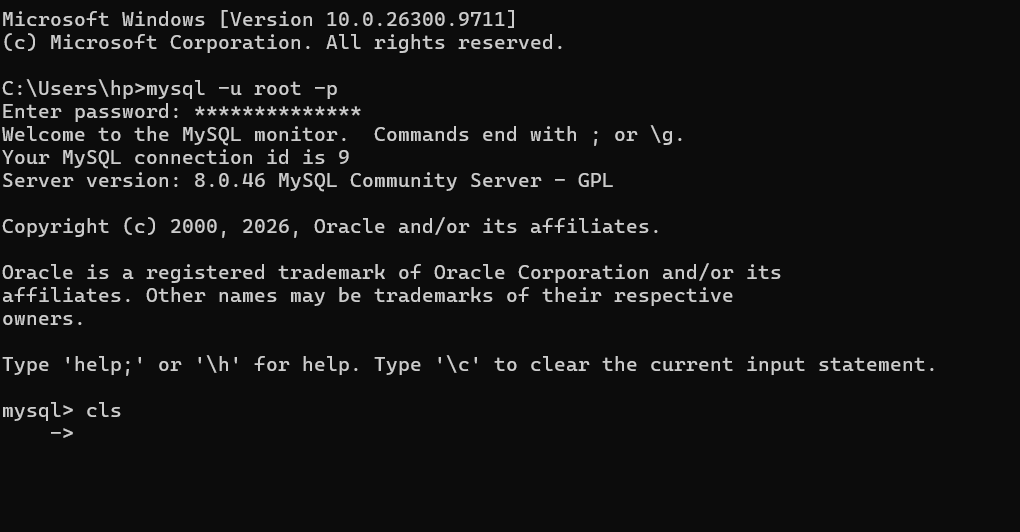 Microsoft Windows [Version 10.0.26300.9711]
(c) Microsoft Corporation. All rights reserved.
C:\Users\hp>mysql -u root -p
Enter password: **************
Welcome to the MySQL monitor.  Commands end with ; or \g.
Your MySQL connection id is 9
Server version: 8.0.46 MySQL Community Server - GPL
Copyright (c) 2000, 2026, Oracle and/or its affiliates.
Oracle is a registered trademark of Oracle Corporation and/or its
affiliates. Other names may be trademarks of their respective
owners.
Type 'help;' or '\h' for help. Type '\c' to clear the current input statement.
mysql> cls
    ->